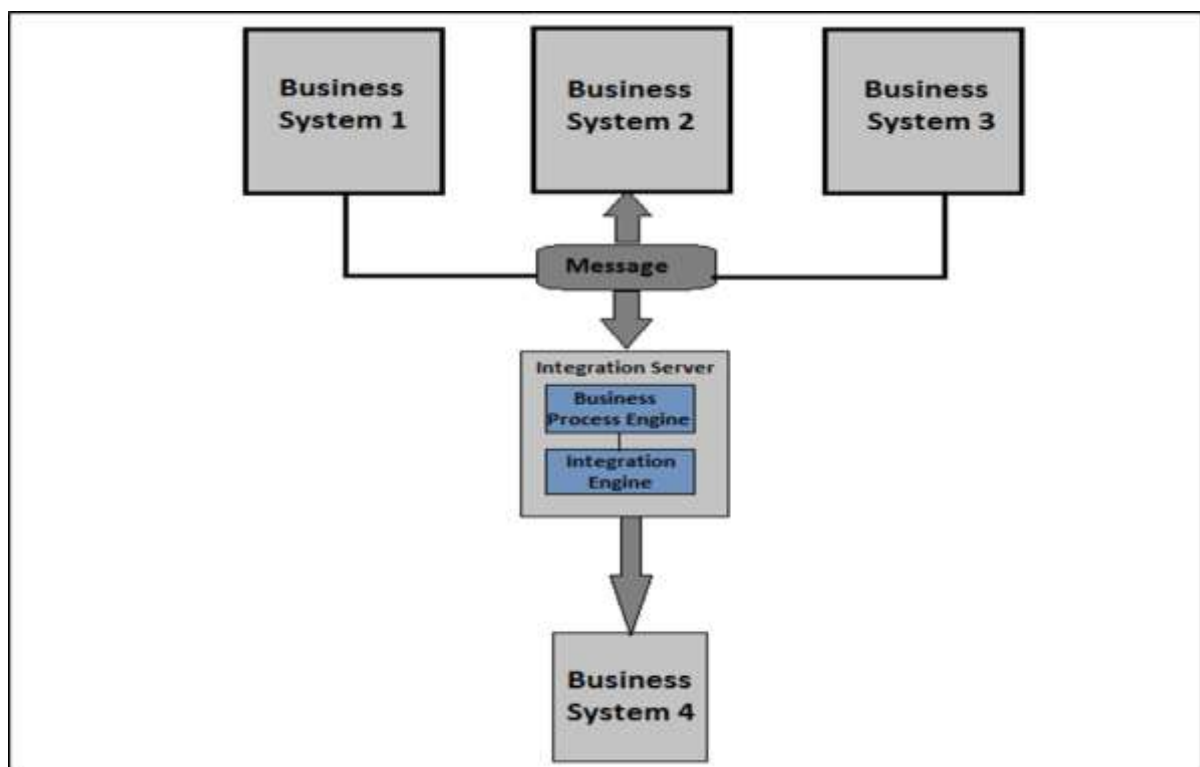 Business
System 1
Business
System 2
Business
System 3
Message
Integration Server
Business
Process Engine
Integration
Engine
Business
System 4